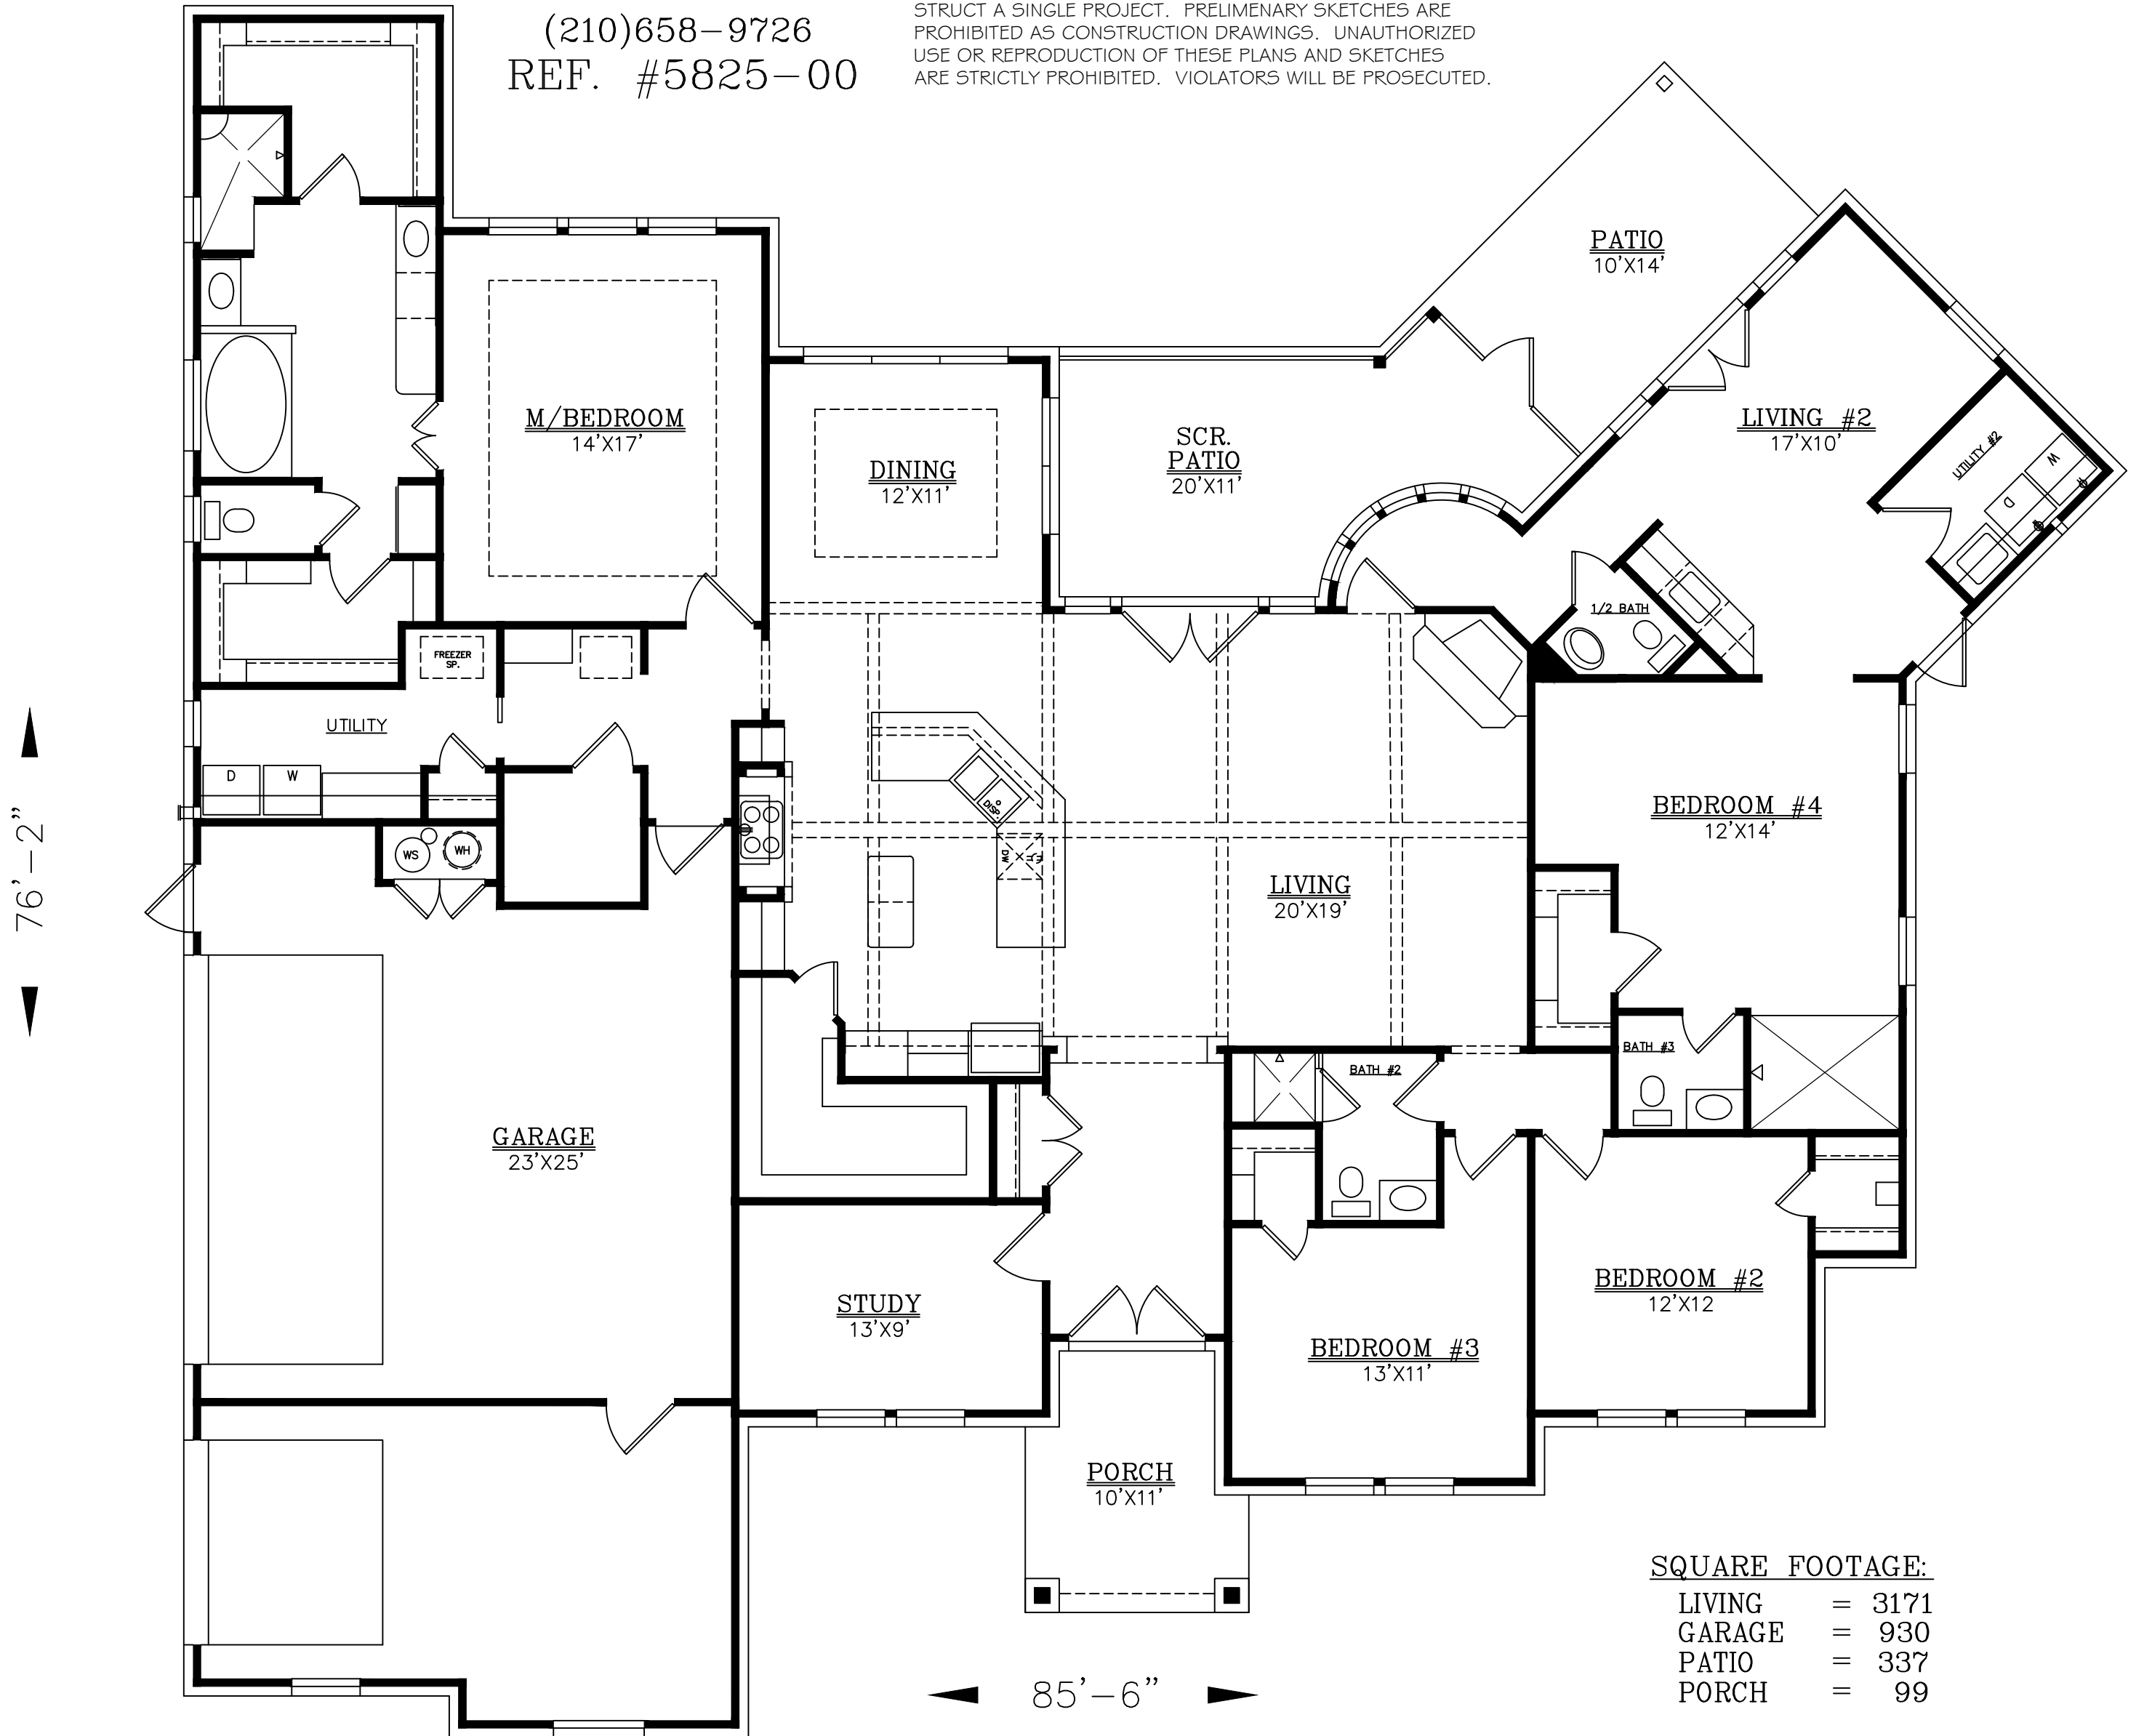 (210)658-9726
REF. #5825-00
STRUCT A SINGLE PROJECT. PRELIMENARY SKETCHES ARE
PROHIBITED AS CONSTRUCTION DRAWINGS. UNAUTHORIZED
USE OR REPRODUCTION OF THESE PLANS AND SKETCHES
ARE STRICTLY PROHIBITED. VIOLATORS WILL BE PROSECUTED.
PATIO
10'X14'
M/BEDROOM
14'X17'
DINING
12'X11'
SCR.
PATIO
20'X11'
LIVING #2
17'X10'
UTILITY #2
W
D
1/2 BATH
FREEZER
SP.
UTILITY
D
W
WS
WH
DISP.
DW
BEDROOM #4
12'X14'
LIVING
20'X19'
76'-2"
BATH #3
BATH #2
GARAGE
23'X25'
STUDY
13'X9'
BEDROOM #2
12'X12
BEDROOM #3
13'X11'
PORCH
10'X11'
85'-6"
SQUARE FOOTAGE:
LIVING = 3171
GARAGE = 930
PATIO = 337
PORCH = 99